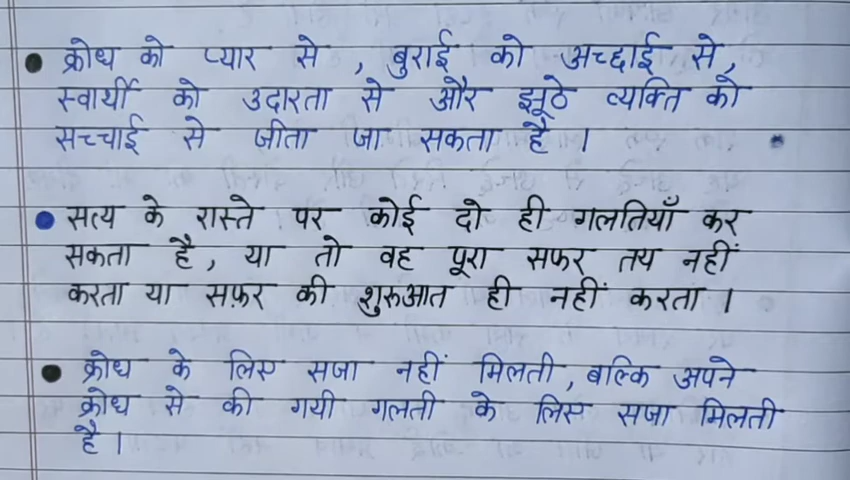 • क्रोध को प्यार से , बुराई को अच्छाई से,
स्वार्थी को उदारता से और झूठे व्यक्ति को
सच्चाई से जीता जा सकता है ।
• सत्य के रास्ते पर कोई दो ही गलतियाँ कर
सकता है, या तो वह पूरा सफर तय नहीं
करता या सफ़र की शुरुआत ही नहीं करता ।
• क्रोध के लिए सजा नहीं मिलती, बल्कि अपने
क्रोध से की गयी गलती के लिए सजा मिलती
है ।